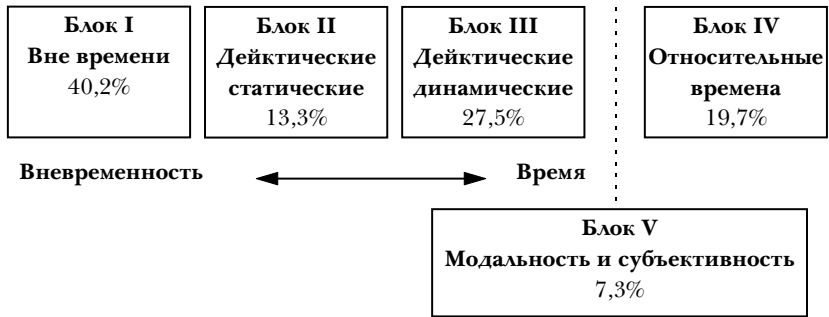 Блок I
Вне времени
40,2%
Блок II
Дейктические
статические
13,3%
Блок III
Дейктические
динамические
27,5%
Блок IV
Относительные
времена
19,7%
Вневременность
Время
Блок V
Модальность и субъективность
7,3%